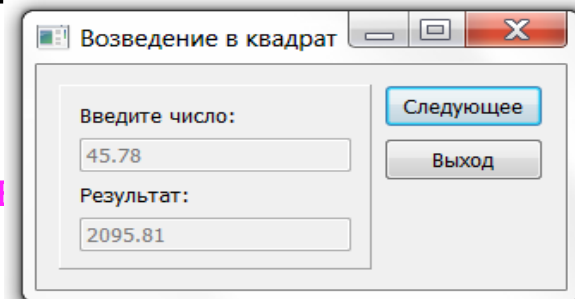 Возведение в квадрат
Введите число:
45.78
Результат:
2095.81
Следующее
Выход